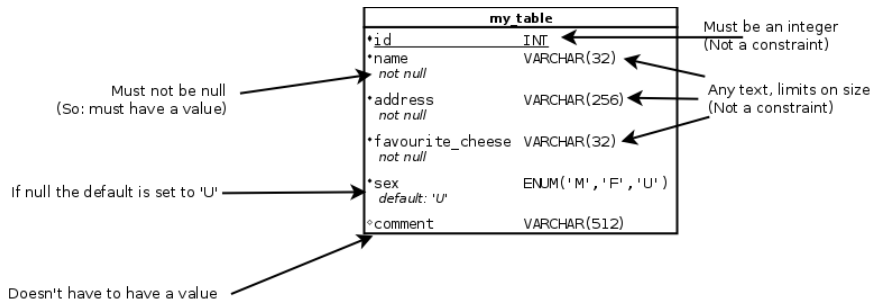 my_table
id INT
name VARCHAR(32)
not null
address VARCHAR(256)
not null
favourite_cheese VARCHAR(32)
not null
sex ENUM('M','F','U')
default: 'U'
comment VARCHAR(512)
Must be an integer
(Not a constraint)
Any text, limits on size
(Not a constraint)
Must not be null
(So: must have a value)
If null the default is set to 'U'
Doesn't have to have a value